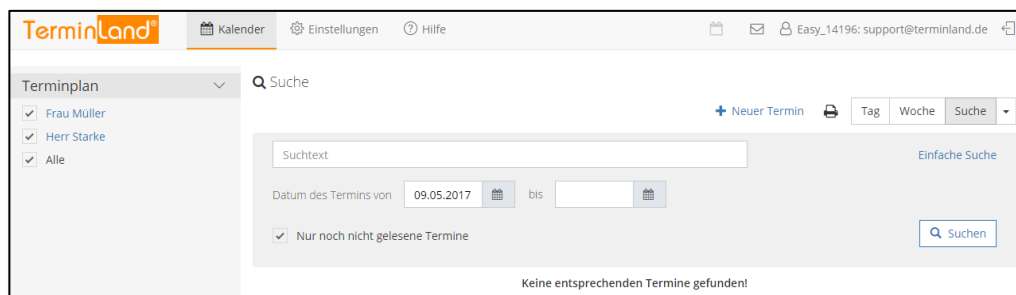 TerminLand®
Kalender
Einstellungen
Hilfe
Easy_14196: support@terminland.de
Terminplan
Frau Müller
Herr Starke
Alle
Suche
Neuer Termin
Tag
Woche
Suche
Suchtext
Einfache Suche
Datum des Termins von 09.05.2017 bis
Nur noch nicht gelesene Termine
Suchen
Keine entsprechenden Termine gefunden!